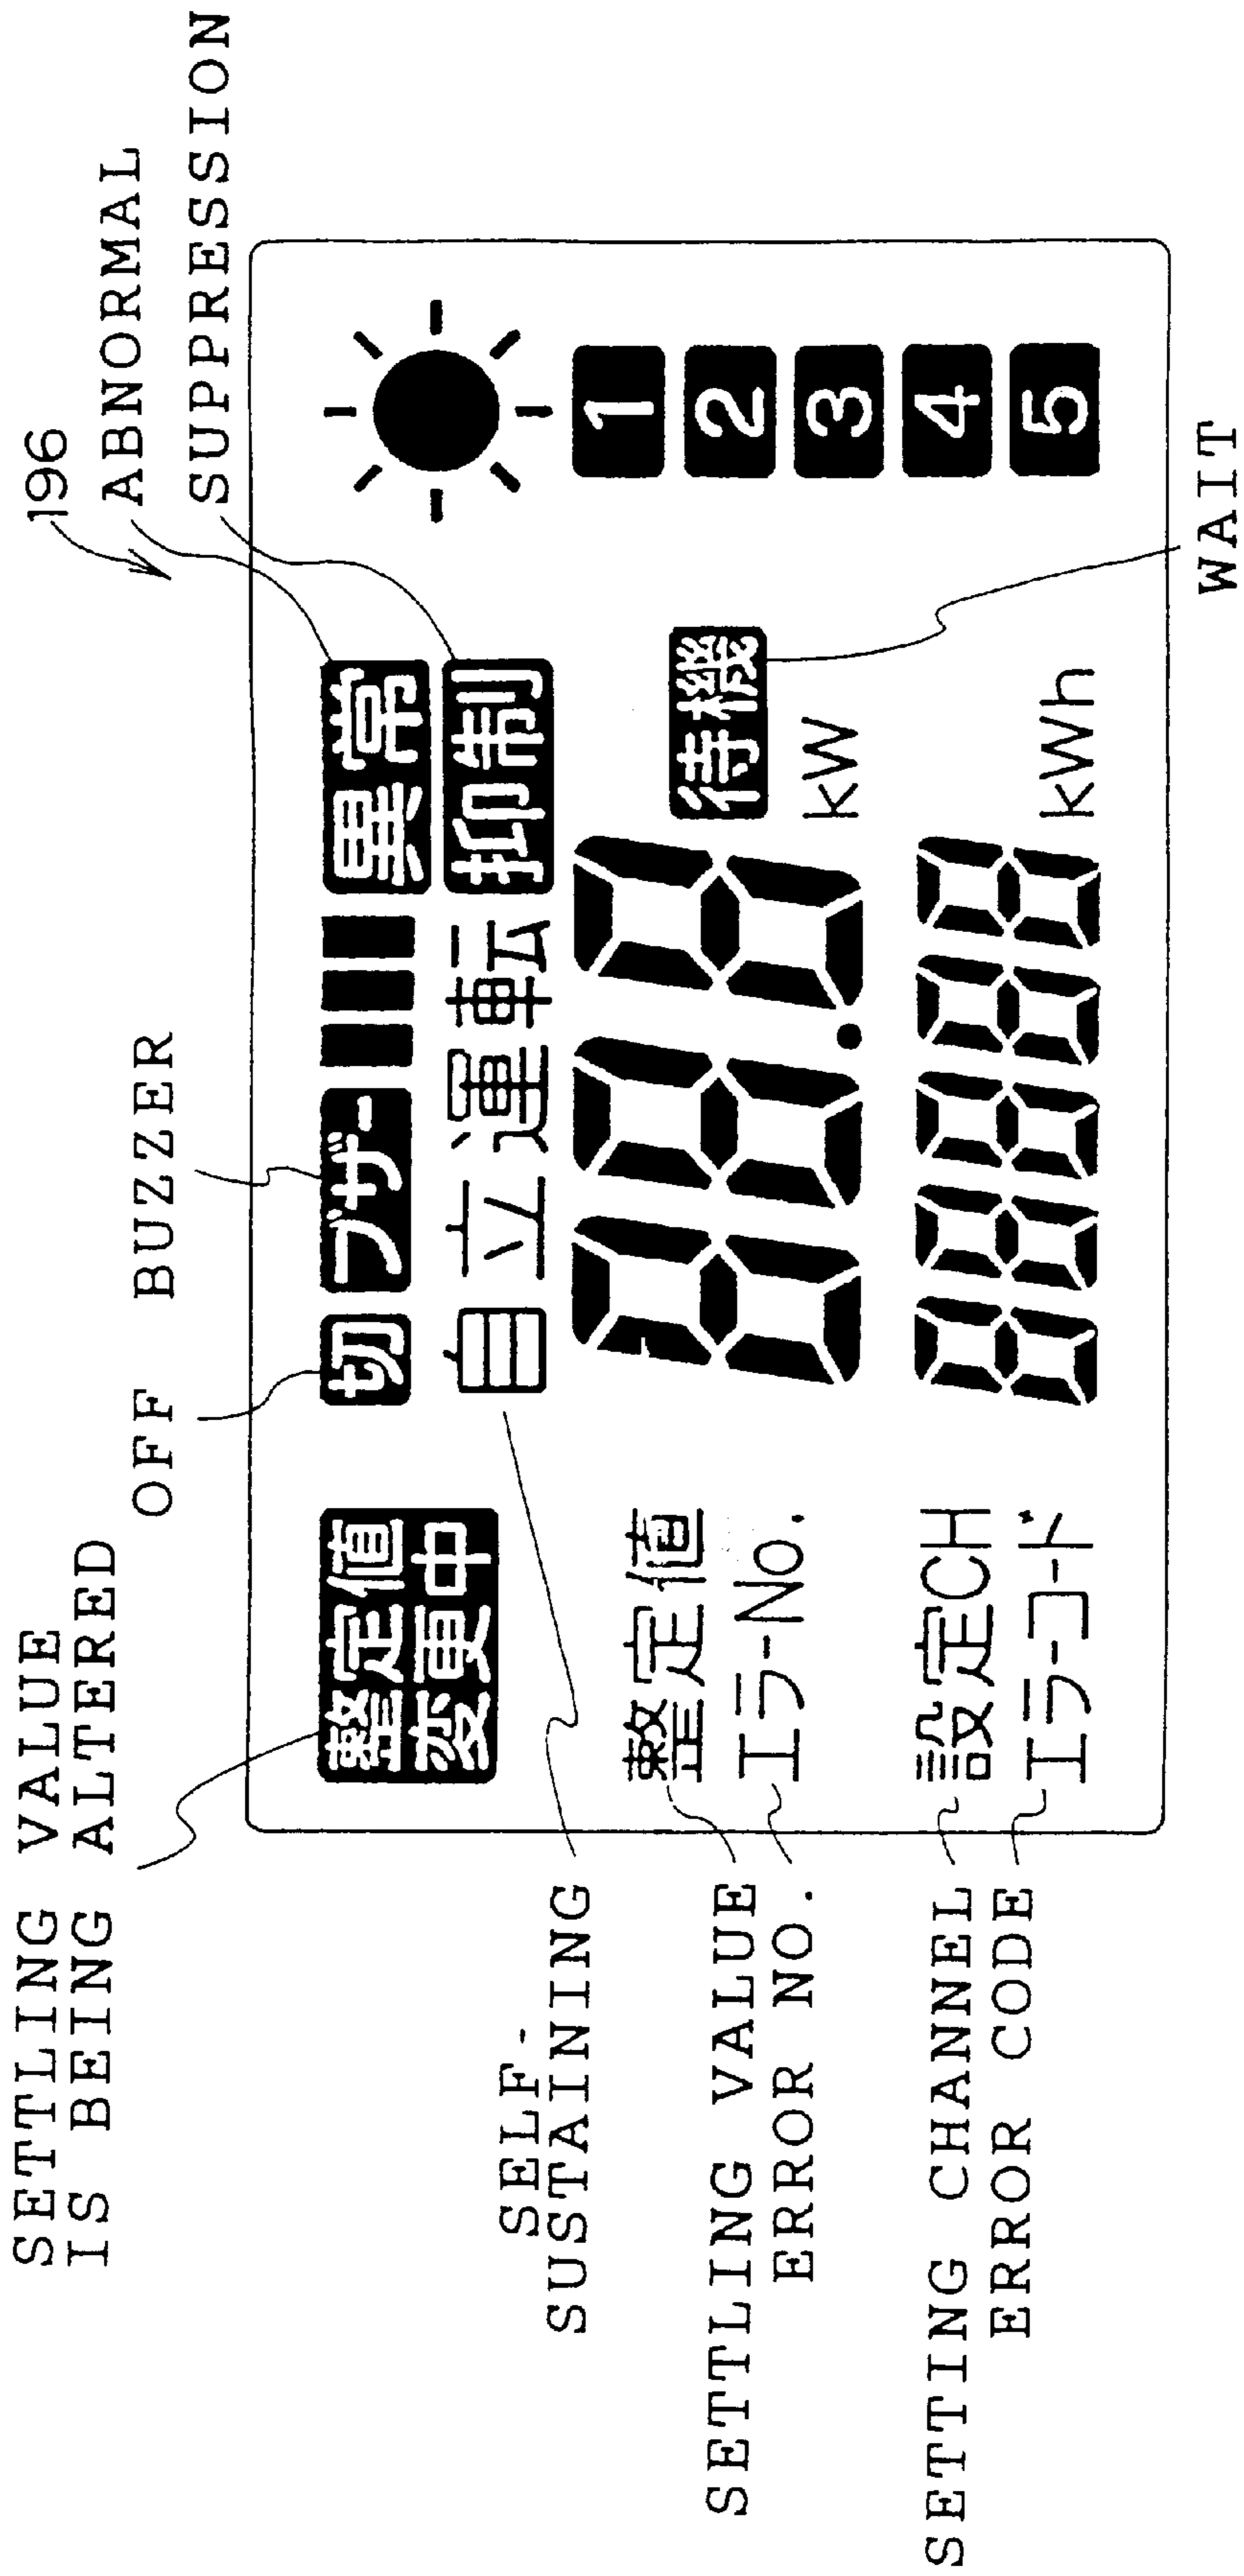 196
ABNORMAL
SUPPRESSION
OFF BUZZER
SETTLING VALUE
IS BEING ALTERED
整定値
変更中
切
ブザー
異常
自立運転
抑制
SELF-
SUSTAINING
88.8
待機
kW
1
2
3
4
5
整定値
エラーNo.
SETTLING VALUE
ERROR NO.
設定CH
エラーコード
88888
kWh
SETTING CHANNEL
ERROR CODE
WAIT